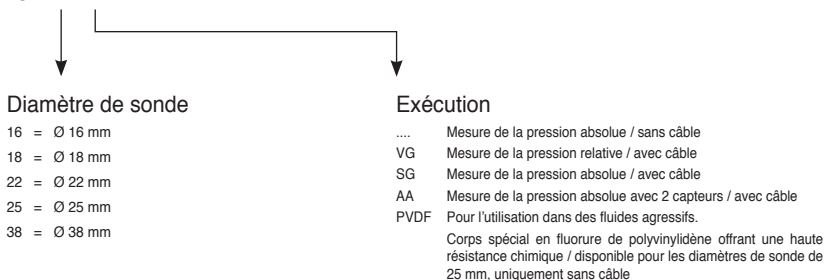 Diamètre de sonde
16 = Ø 16 mm
18 = Ø 18 mm
22 = Ø 22 mm
25 = Ø 25 mm
38 = Ø 38 mm
Exécution
.... Mesure de la pression absolue / sans câble
VG Mesure de la pression relative / avec câble
SG Mesure de la pression absolue / avec câble
AA Mesure de la pression absolue avec 2 capteurs / avec câble
PVDF Pour l'utilisation dans des fluides agressifs.
Corps spécial en fluorure de polyvinylidène offrant une haute
résistance chimique / disponible pour les diamètres de sonde de
25 mm, uniquement sans câble